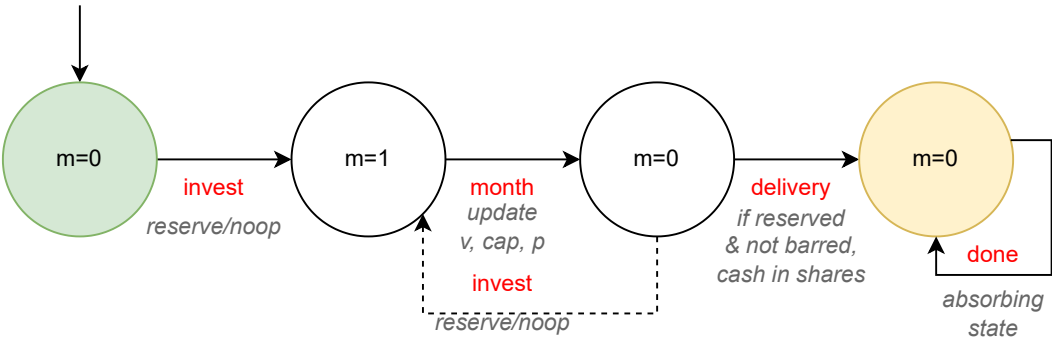 m=0
m=1
m=0
m=0
invest
reserve/noop
month
update
v, cap, p
delivery
if reserved
& not barred,
cash in shares
done
absorbing
state
invest
reserve/noop